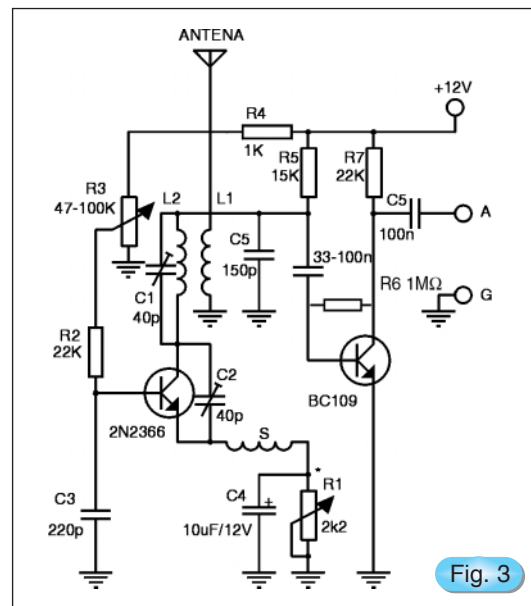 ANTENA
+12V
R4
1K
R5
15K
R7
22K
C5
100n
A
R3
47-100K
L2
L1
C5
150p
33-100n
R6 1MΩ
G
C1
40p
R2
22K
C2
40p
2N2366
BC109
S
*
C3
220p
C4
+
10uF/12V
R1
2k2
Fig. 3